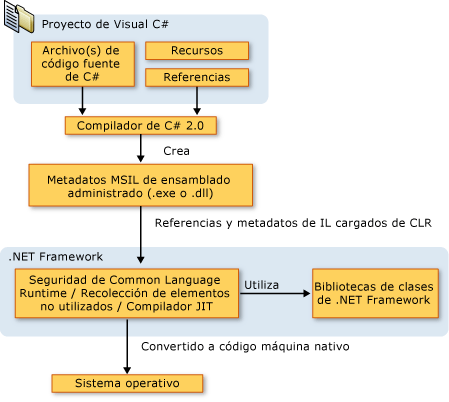 Proyecto de Visual C#
Archivo(s) de
código fuente
de C#
Recursos
Referencias
Compilador de C# 2.0
Crea
Metadatos MSIL de ensamblado
administrado (.exe o .dll)
Referencias y metadatos de IL cargados de CLR
.NET Framework
Seguridad de Common Language
Runtime / Recolección de elementos
no utilizados / Compilador JIT
Utiliza
Bibliotecas de clases
de .NET Framework
Convertido a código máquina nativo
Sistema operativo